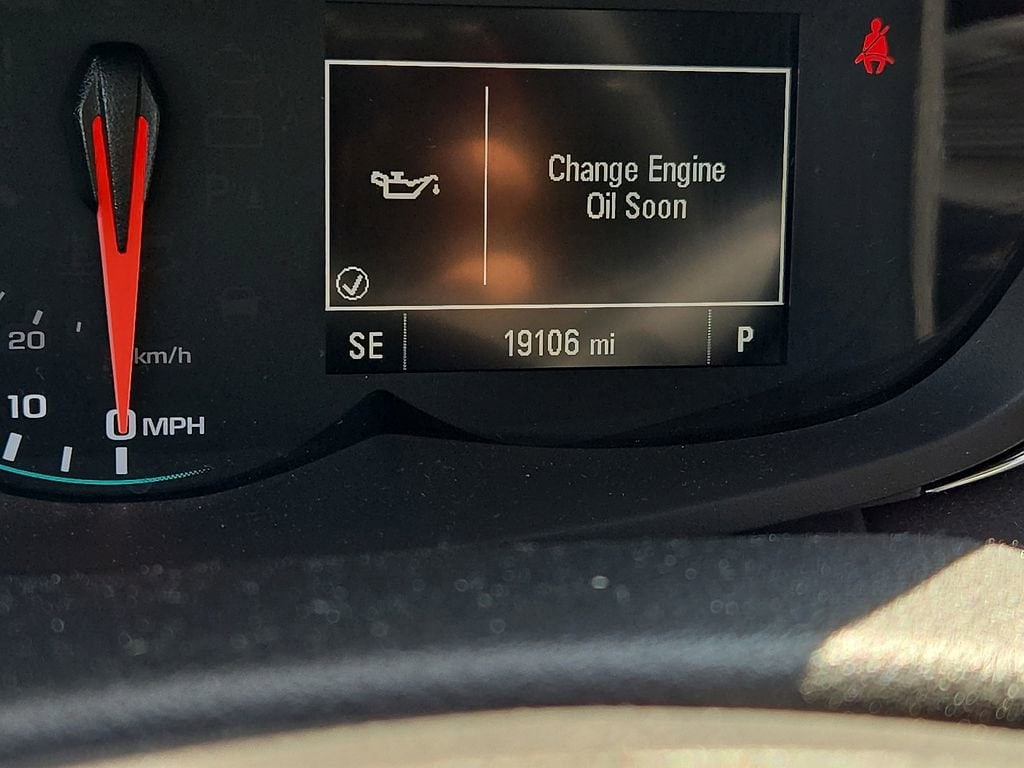 Change Engine
Oil Soon
SE 19106 mi P
20
km/h
10
0 MPH